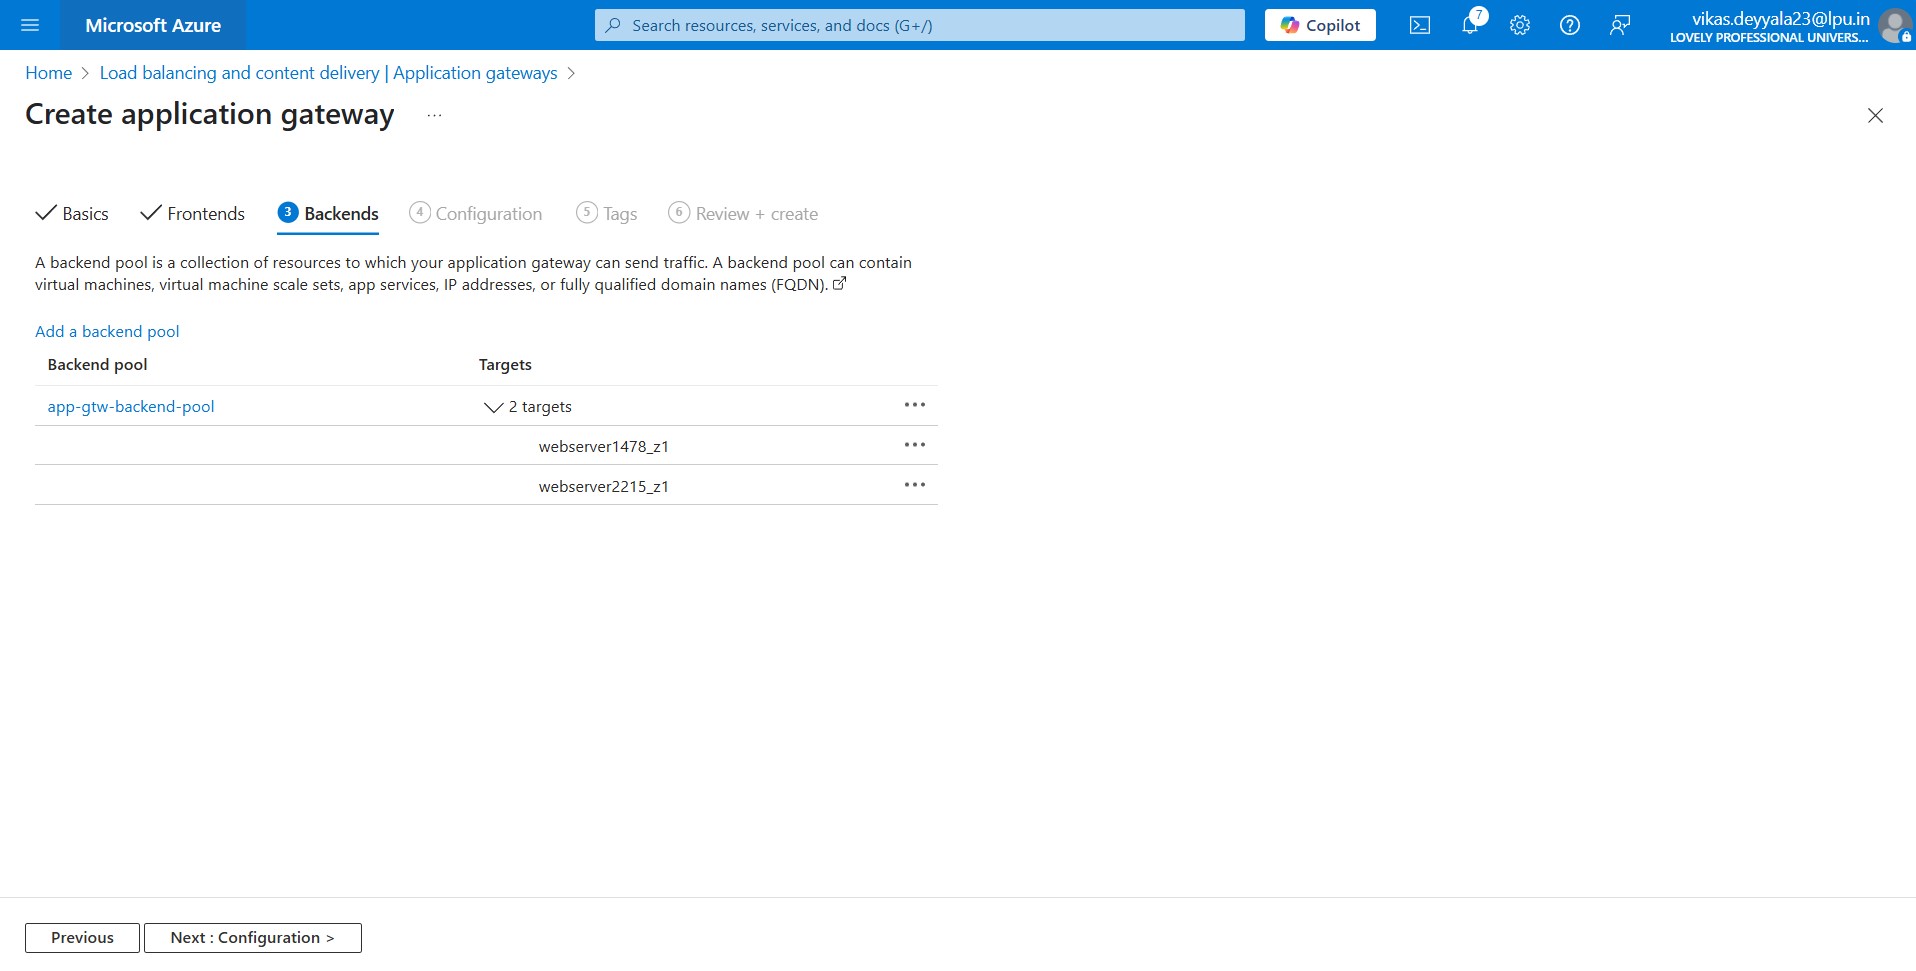 Microsoft Azure
Search resources, services, and docs (G+/)
Copilot
7
vikas.deyyala23@lpu.in
LOVELY PROFESSIONAL UNIVERS...
Home > Load balancing and content delivery | Application gateways >
Create application gateway ...
Basics
Frontends
3 Backends
4 Configuration
5 Tags
6 Review + create
A backend pool is a collection of resources to which your application gateway can send traffic. A backend pool can contain
virtual machines, virtual machine scale sets, app services, IP addresses, or fully qualified domain names (FQDN).
Add a backend pool
Backend pool
Targets
app-gtw-backend-pool
2 targets
webserver1478_z1
webserver2215_z1
Previous
Next : Configuration >